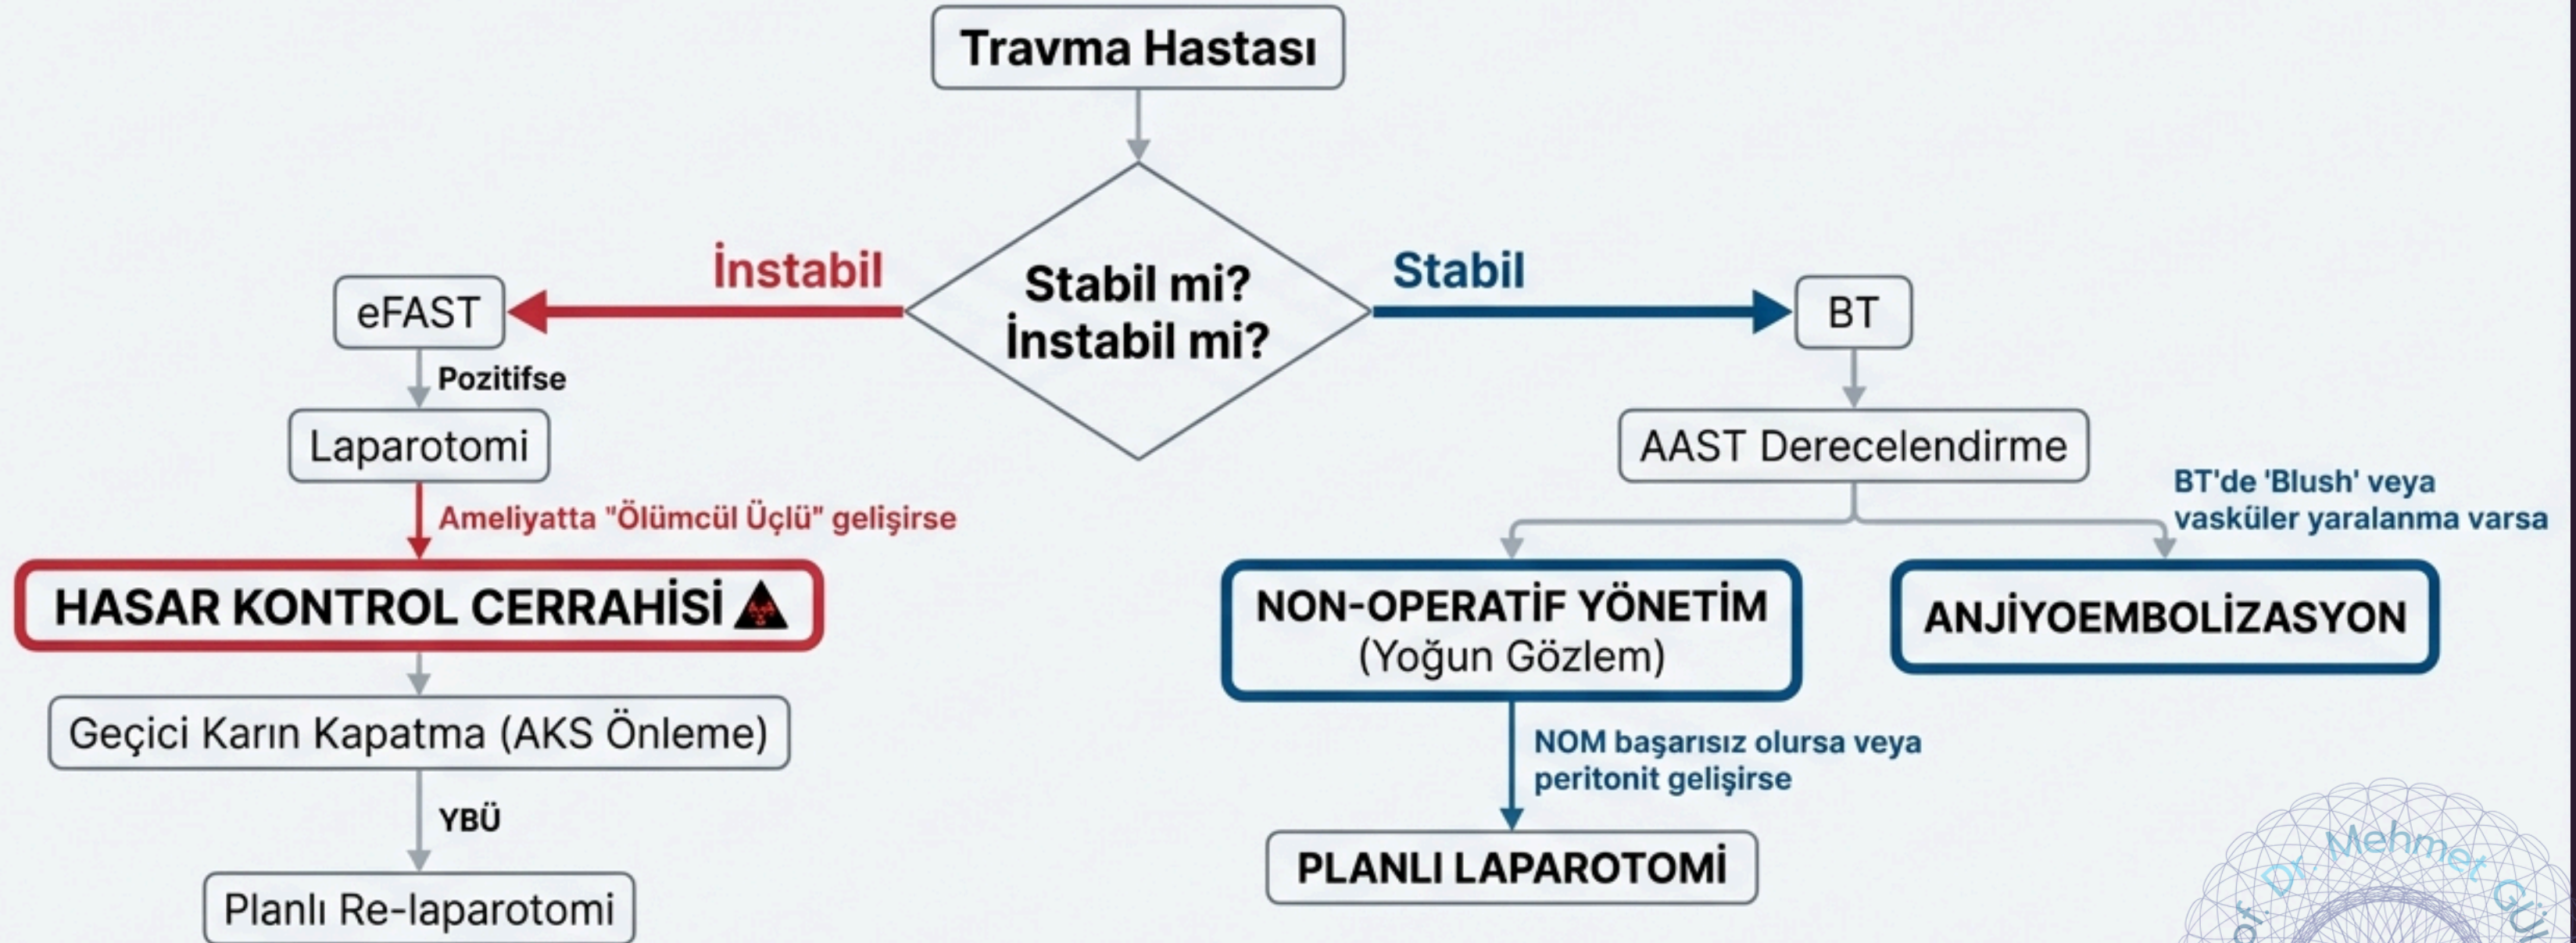 Travma Hastası
Stabil mi?
İnstabil mi?
İnstabil
eFAST
Pozitifse
Laparotomi
Ameliyatta "Ölümcül Üçlü" gelişirse
HASAR KONTROL CERRAHİSİ
Geçici Karın Kapatma (AKS Önleme)
YBÜ
Planlı Re-laparotomi
Stabil
BT
AAST Derecelendirme
BT'de 'Blush' veya
vasküler yaralanma varsa
NON-OPERATİF YÖNETİM
(Yoğun Gözlem)
ANJİYOEMBOLİZASYON
NOM başarısız olursa veya
peritonit gelişirse
PLANLI LAPAROTOMİ
Dr. Mehmet